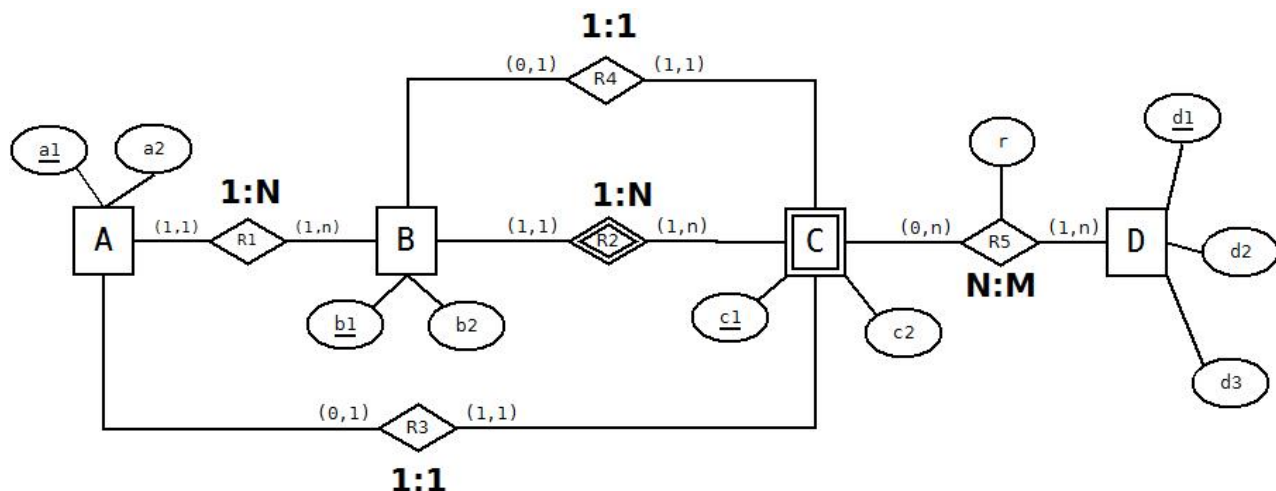 1:1
(0,1) R4 (1,1)
a1 a2
d1
r
1:N 1:N
A (1,1) R1 (1,n) B (1,1) R2 (1,n) C (0,n) R5 (1,n) D
d2
N:M
b1 b2 c1 c2
d3
(0,1) R3 (1,1)
1:1